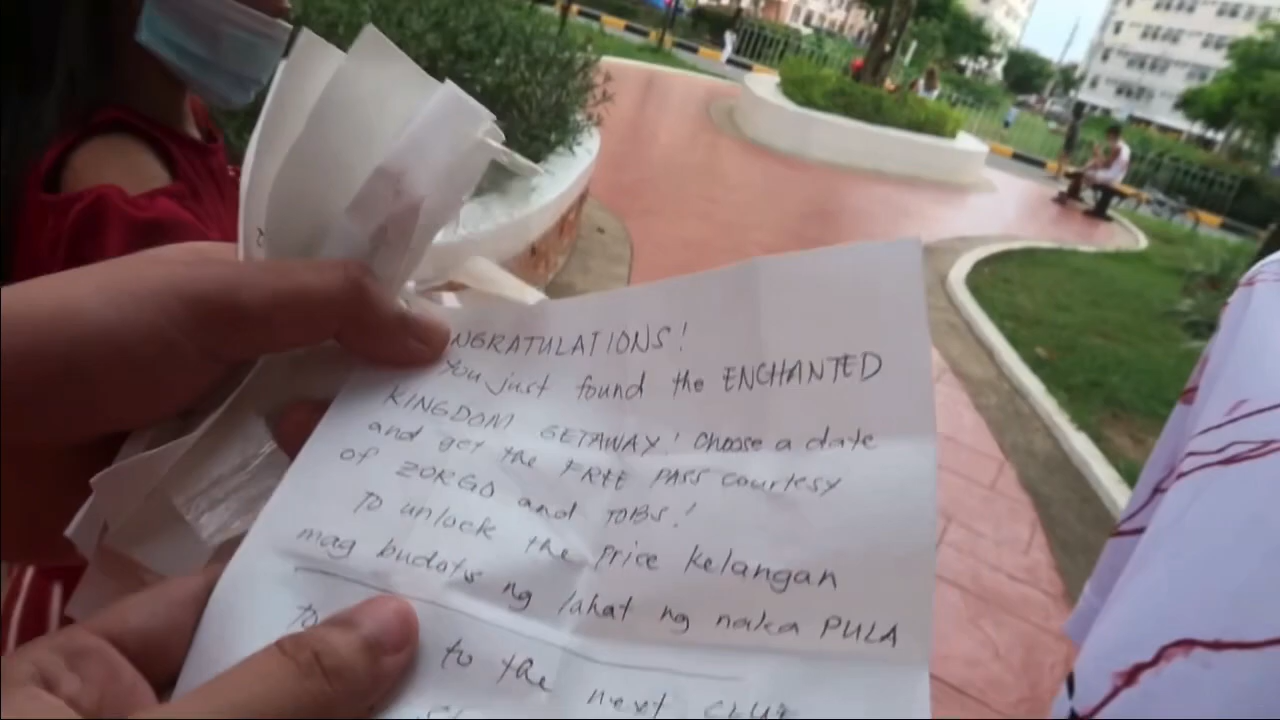 NGRATULATIONS!
You just found the ENCHANTED
KINGDOM GETAWAY! Choose a date
and get the FREE PASS courtesy
of ZORGO and TOBS!
To unlock the price kelangan
mag budots ng lahat ng naka PULA
to the next CLUE